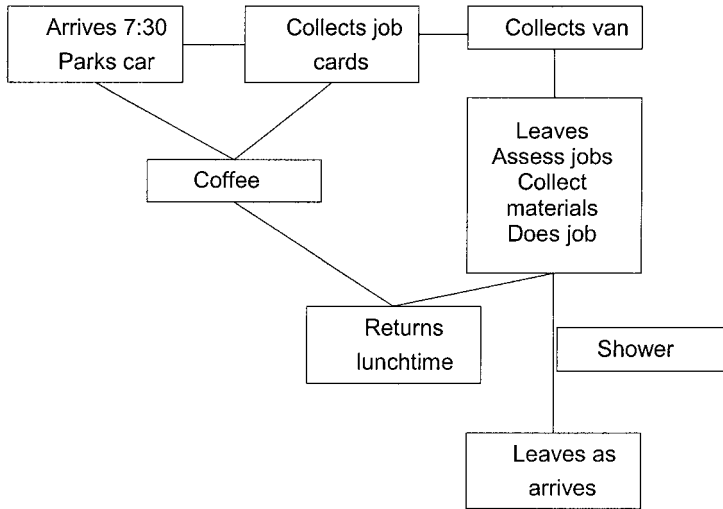 Arrives 7:30
Parks car
Collects job
cards
Collects van
Leaves
Assess jobs
Collect
materials
Does job
Coffee
Returns
lunchtime
Shower
Leaves as
arrives